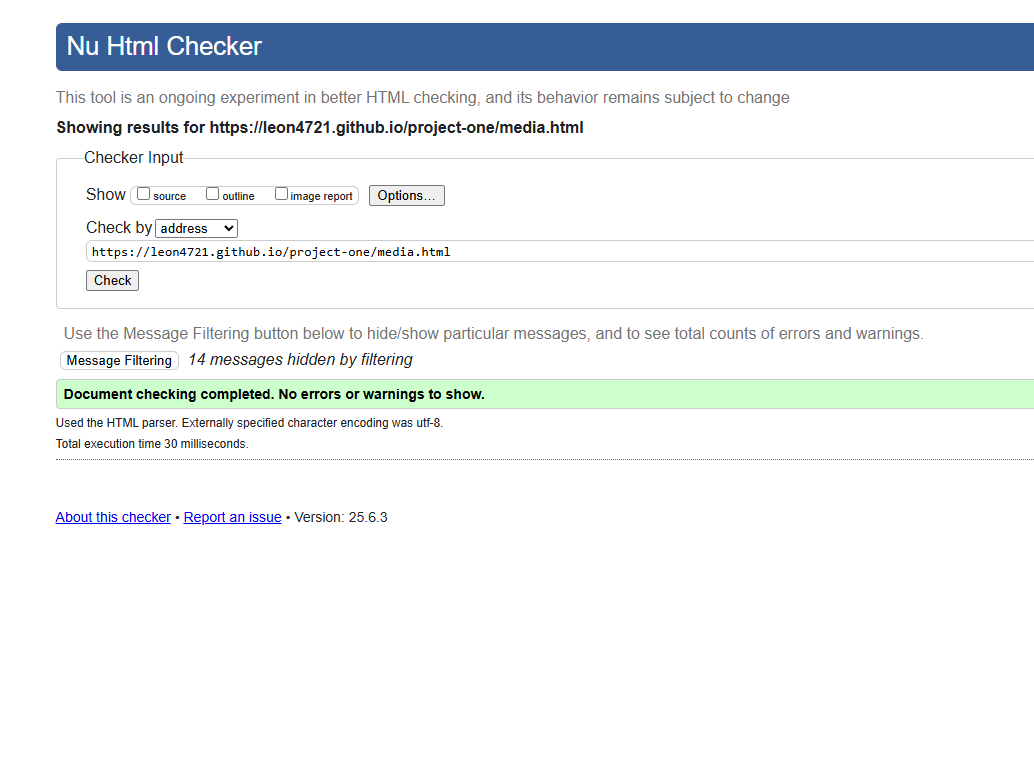 Nu Html Checker
This tool is an ongoing experiment in better HTML checking, and its behavior remains subject to change
Showing results for https://leon4721.github.io/project-one/media.html
Checker Input
Show source outline image report Options...
Check by address
https://leon4721.github.io/project-one/media.html
Check
Use the Message Filtering button below to hide/show particular messages, and to see total counts of errors and warnings.
Message Filtering 14 messages hidden by filtering
Document checking completed. No errors or warnings to show.
Used the HTML parser. Externally specified character encoding was utf-8.
Total execution time 30 milliseconds.
About this checker • Report an issue • Version: 25.6.3